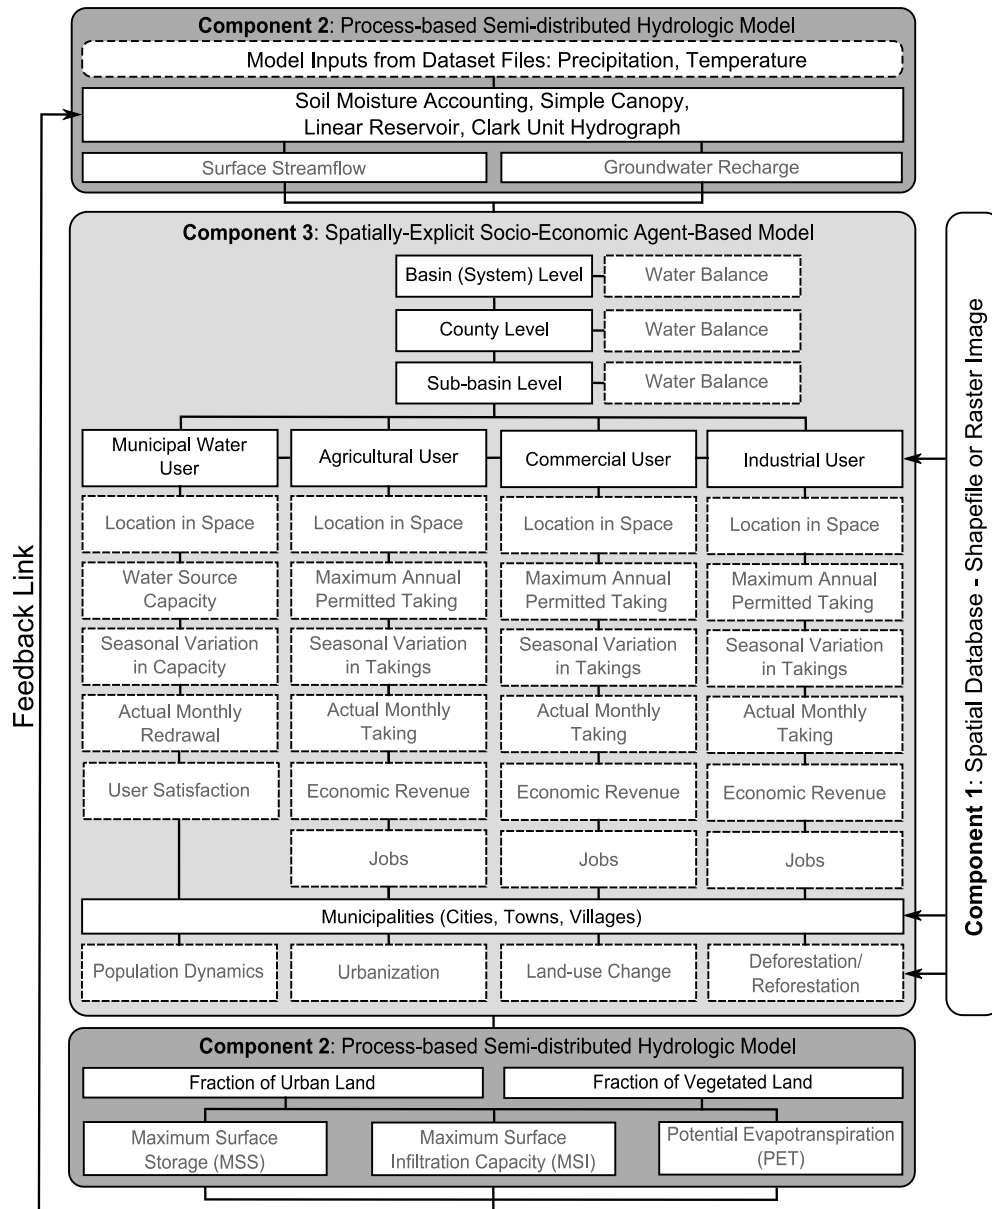 Component 2: Process-based Semi-distributed Hydrologic Model
Model Inputs from Dataset Files: Precipitation, Temperature
Soil Moisture Accounting, Simple Canopy,
Linear Reservoir, Clark Unit Hydrograph
Surface Streamflow
Groundwater Recharge
Component 3: Spatially-Explicit Socio-Economic Agent-Based Model
Basin (System) Level
Water Balance
County Level
Water Balance
Sub-basin Level
Water Balance
Municipal Water
User
Agricultural User
Commercial User
Industrial User
Location in Space
Location in Space
Location in Space
Location in Space
Water Source
Capacity
Maximum Annual
Permitted Taking
Maximum Annual
Permitted Taking
Maximum Annual
Permitted Taking
Seasonal Variation
in Capacity
Seasonal Variation
in Takings
Seasonal Variation
in Takings
Seasonal Variation
in Takings
Actual Monthly
Redrawal
Actual Monthly
Taking
Actual Monthly
Taking
Actual Monthly
Taking
User Satisfaction
Economic Revenue
Economic Revenue
Economic Revenue
Jobs
Jobs
Jobs
Municipalities (Cities, Towns, Villages)
Population Dynamics
Urbanization
Land-use Change
Deforestation/
Reforestation
Component 2: Process-based Semi-distributed Hydrologic Model
Fraction of Urban Land
Fraction of Vegetated Land
Maximum Surface
Storage (MSS)
Maximum Surface
Infiltration Capacity (MSI)
Potential Evapotranspiration
(PET)
Feedback Link
Component 1: Spatial Database - Shapefile or Raster Image